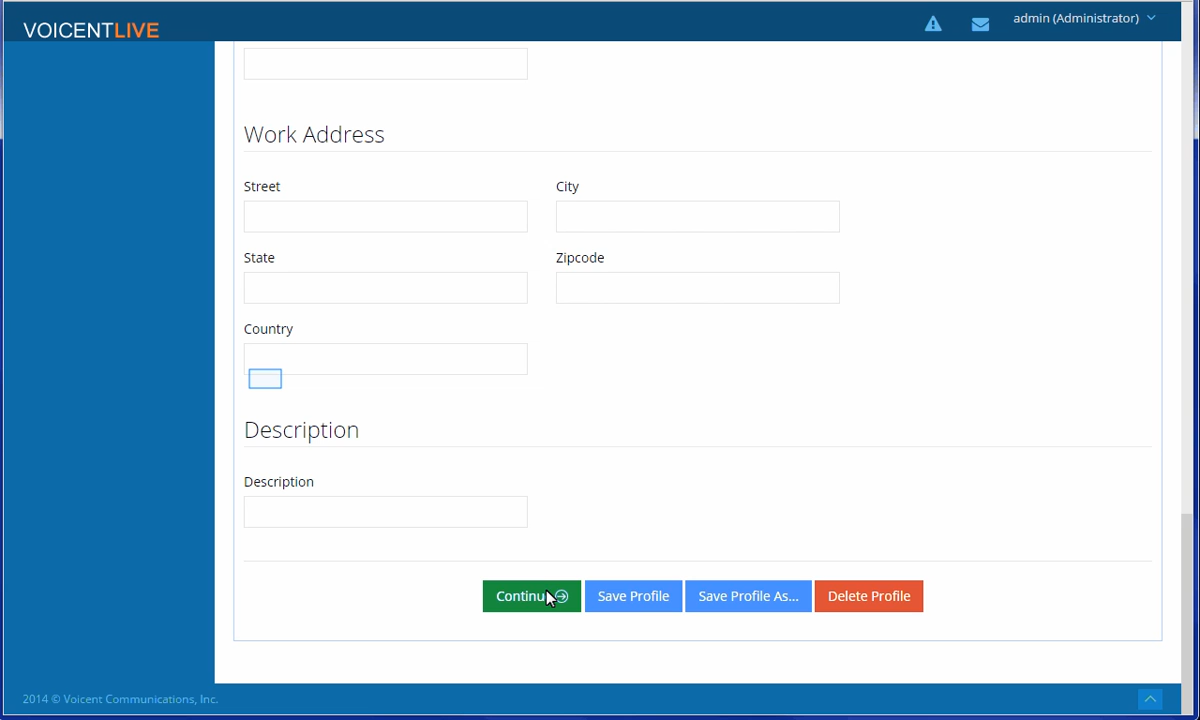 VOICENTLIVE
admin (Administrator)
Work Address
Street City
State Zipcode
Country
Description
Description
Continu Save Profile Save Profile As... Delete Profile
2014 © Voicent Communications, Inc.